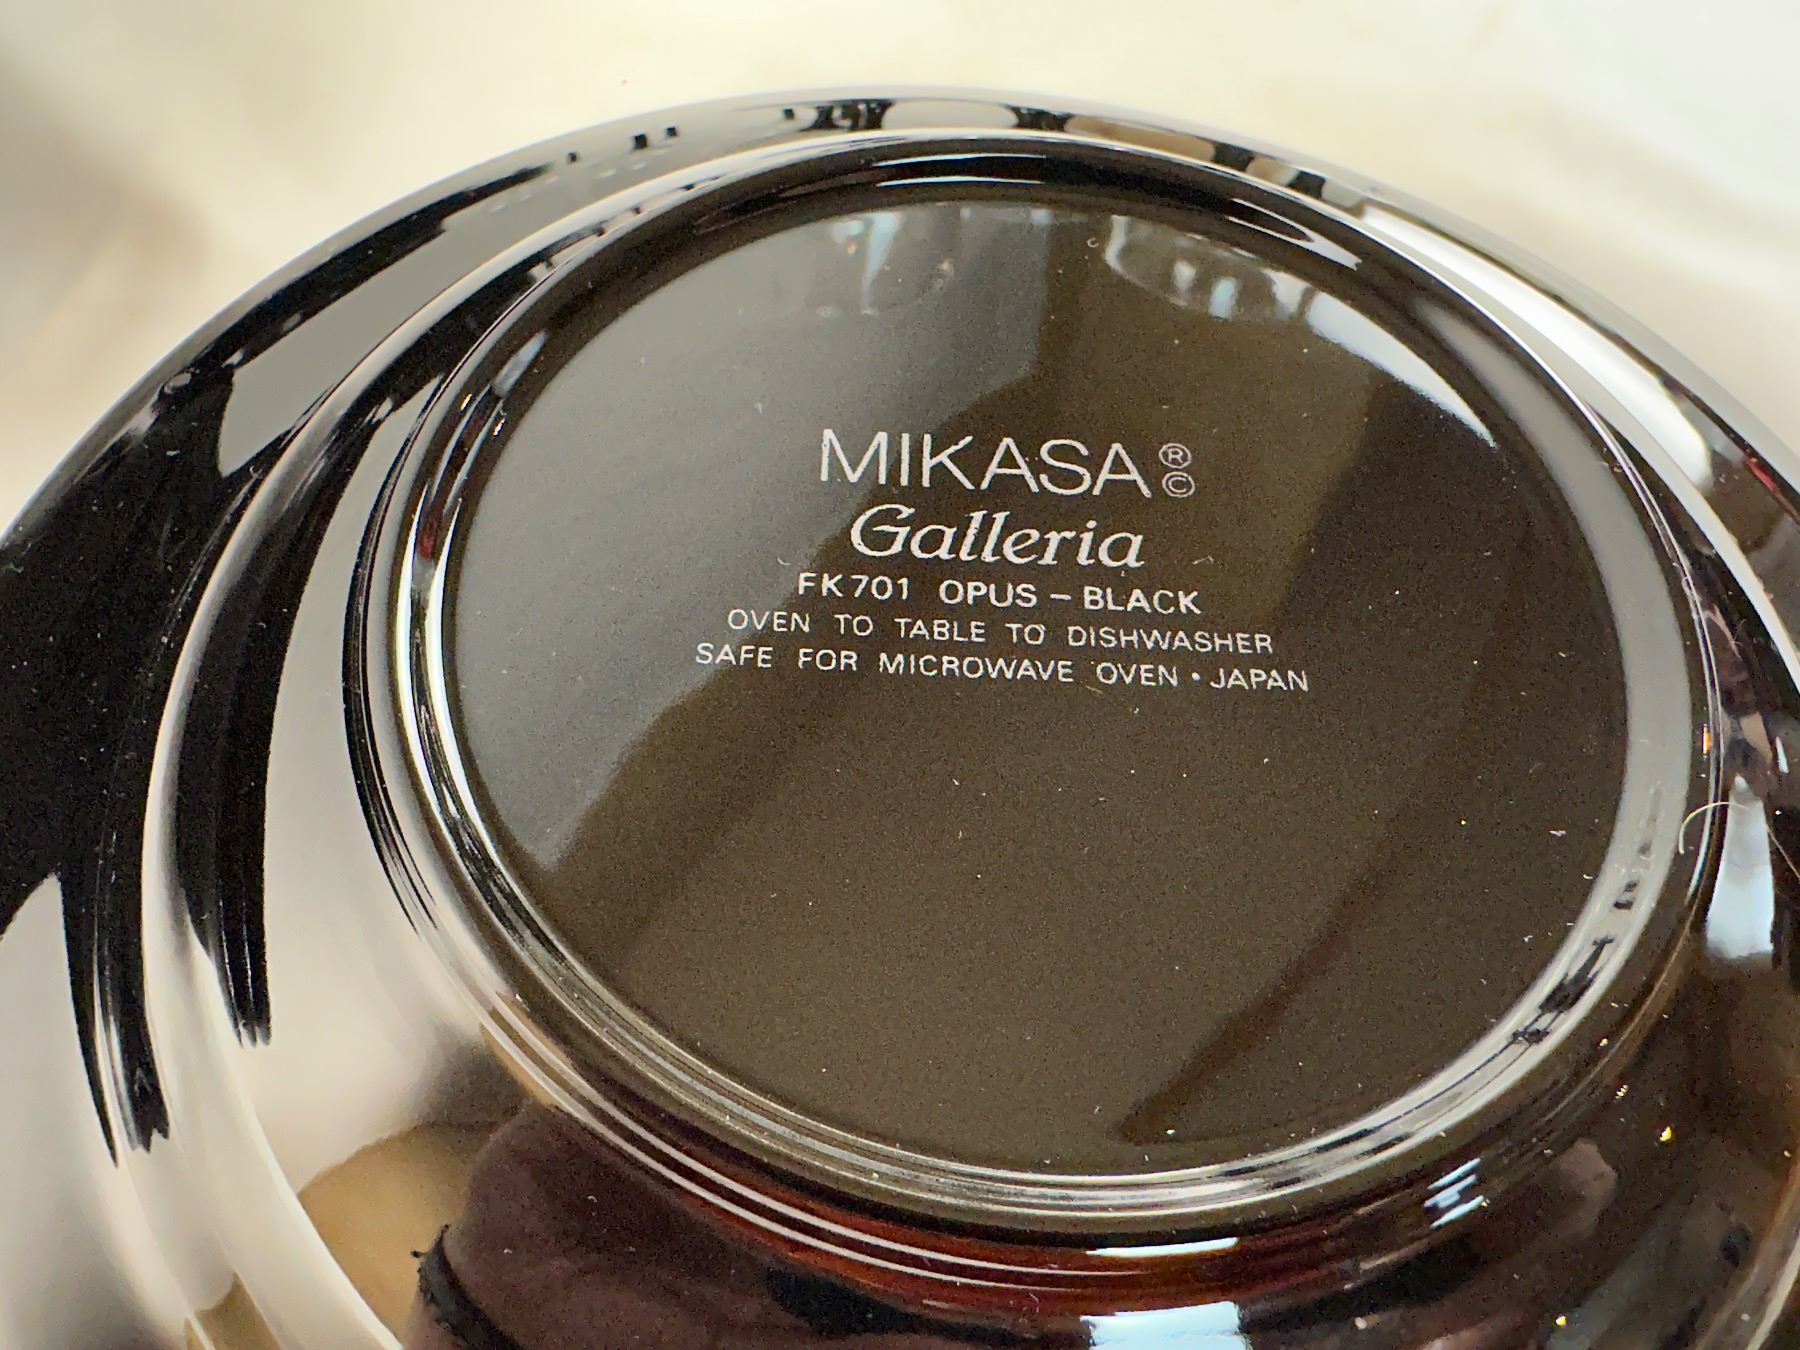 MIKASA ® ©
Galleria
FK701 OPUS – BLACK
OVEN TO TABLE TO DISHWASHER
SAFE FOR MICROWAVE OVEN • JAPAN